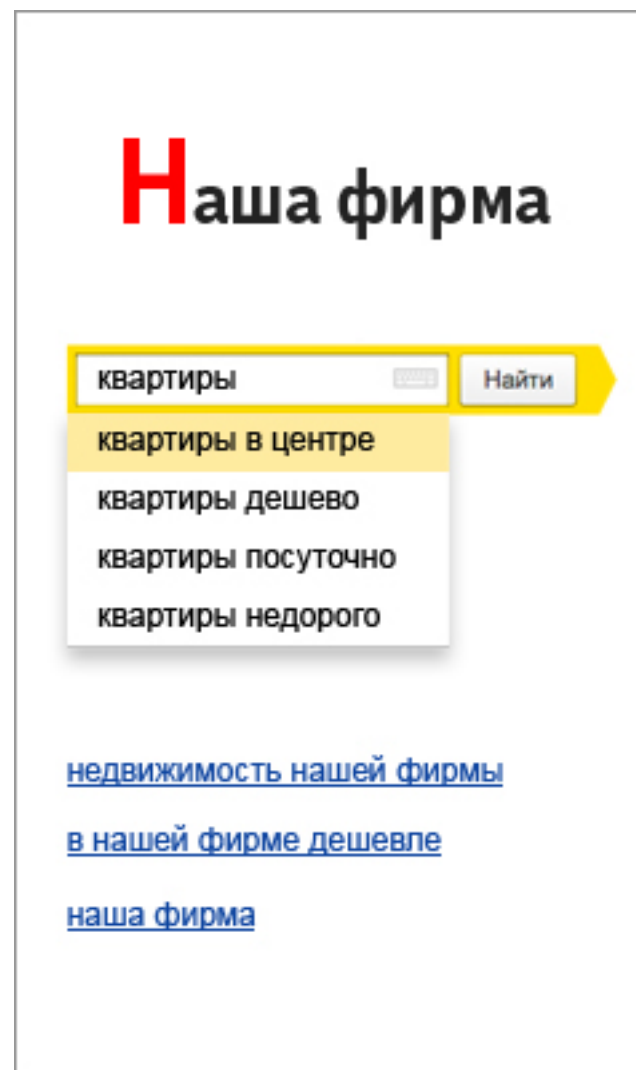 Наша фирма
квартиры Найти
квартиры в центре
квартиры дешево
квартиры посуточно
квартиры недорого
недвижимость нашей фирмы
в нашей фирме дешевле
наша фирма